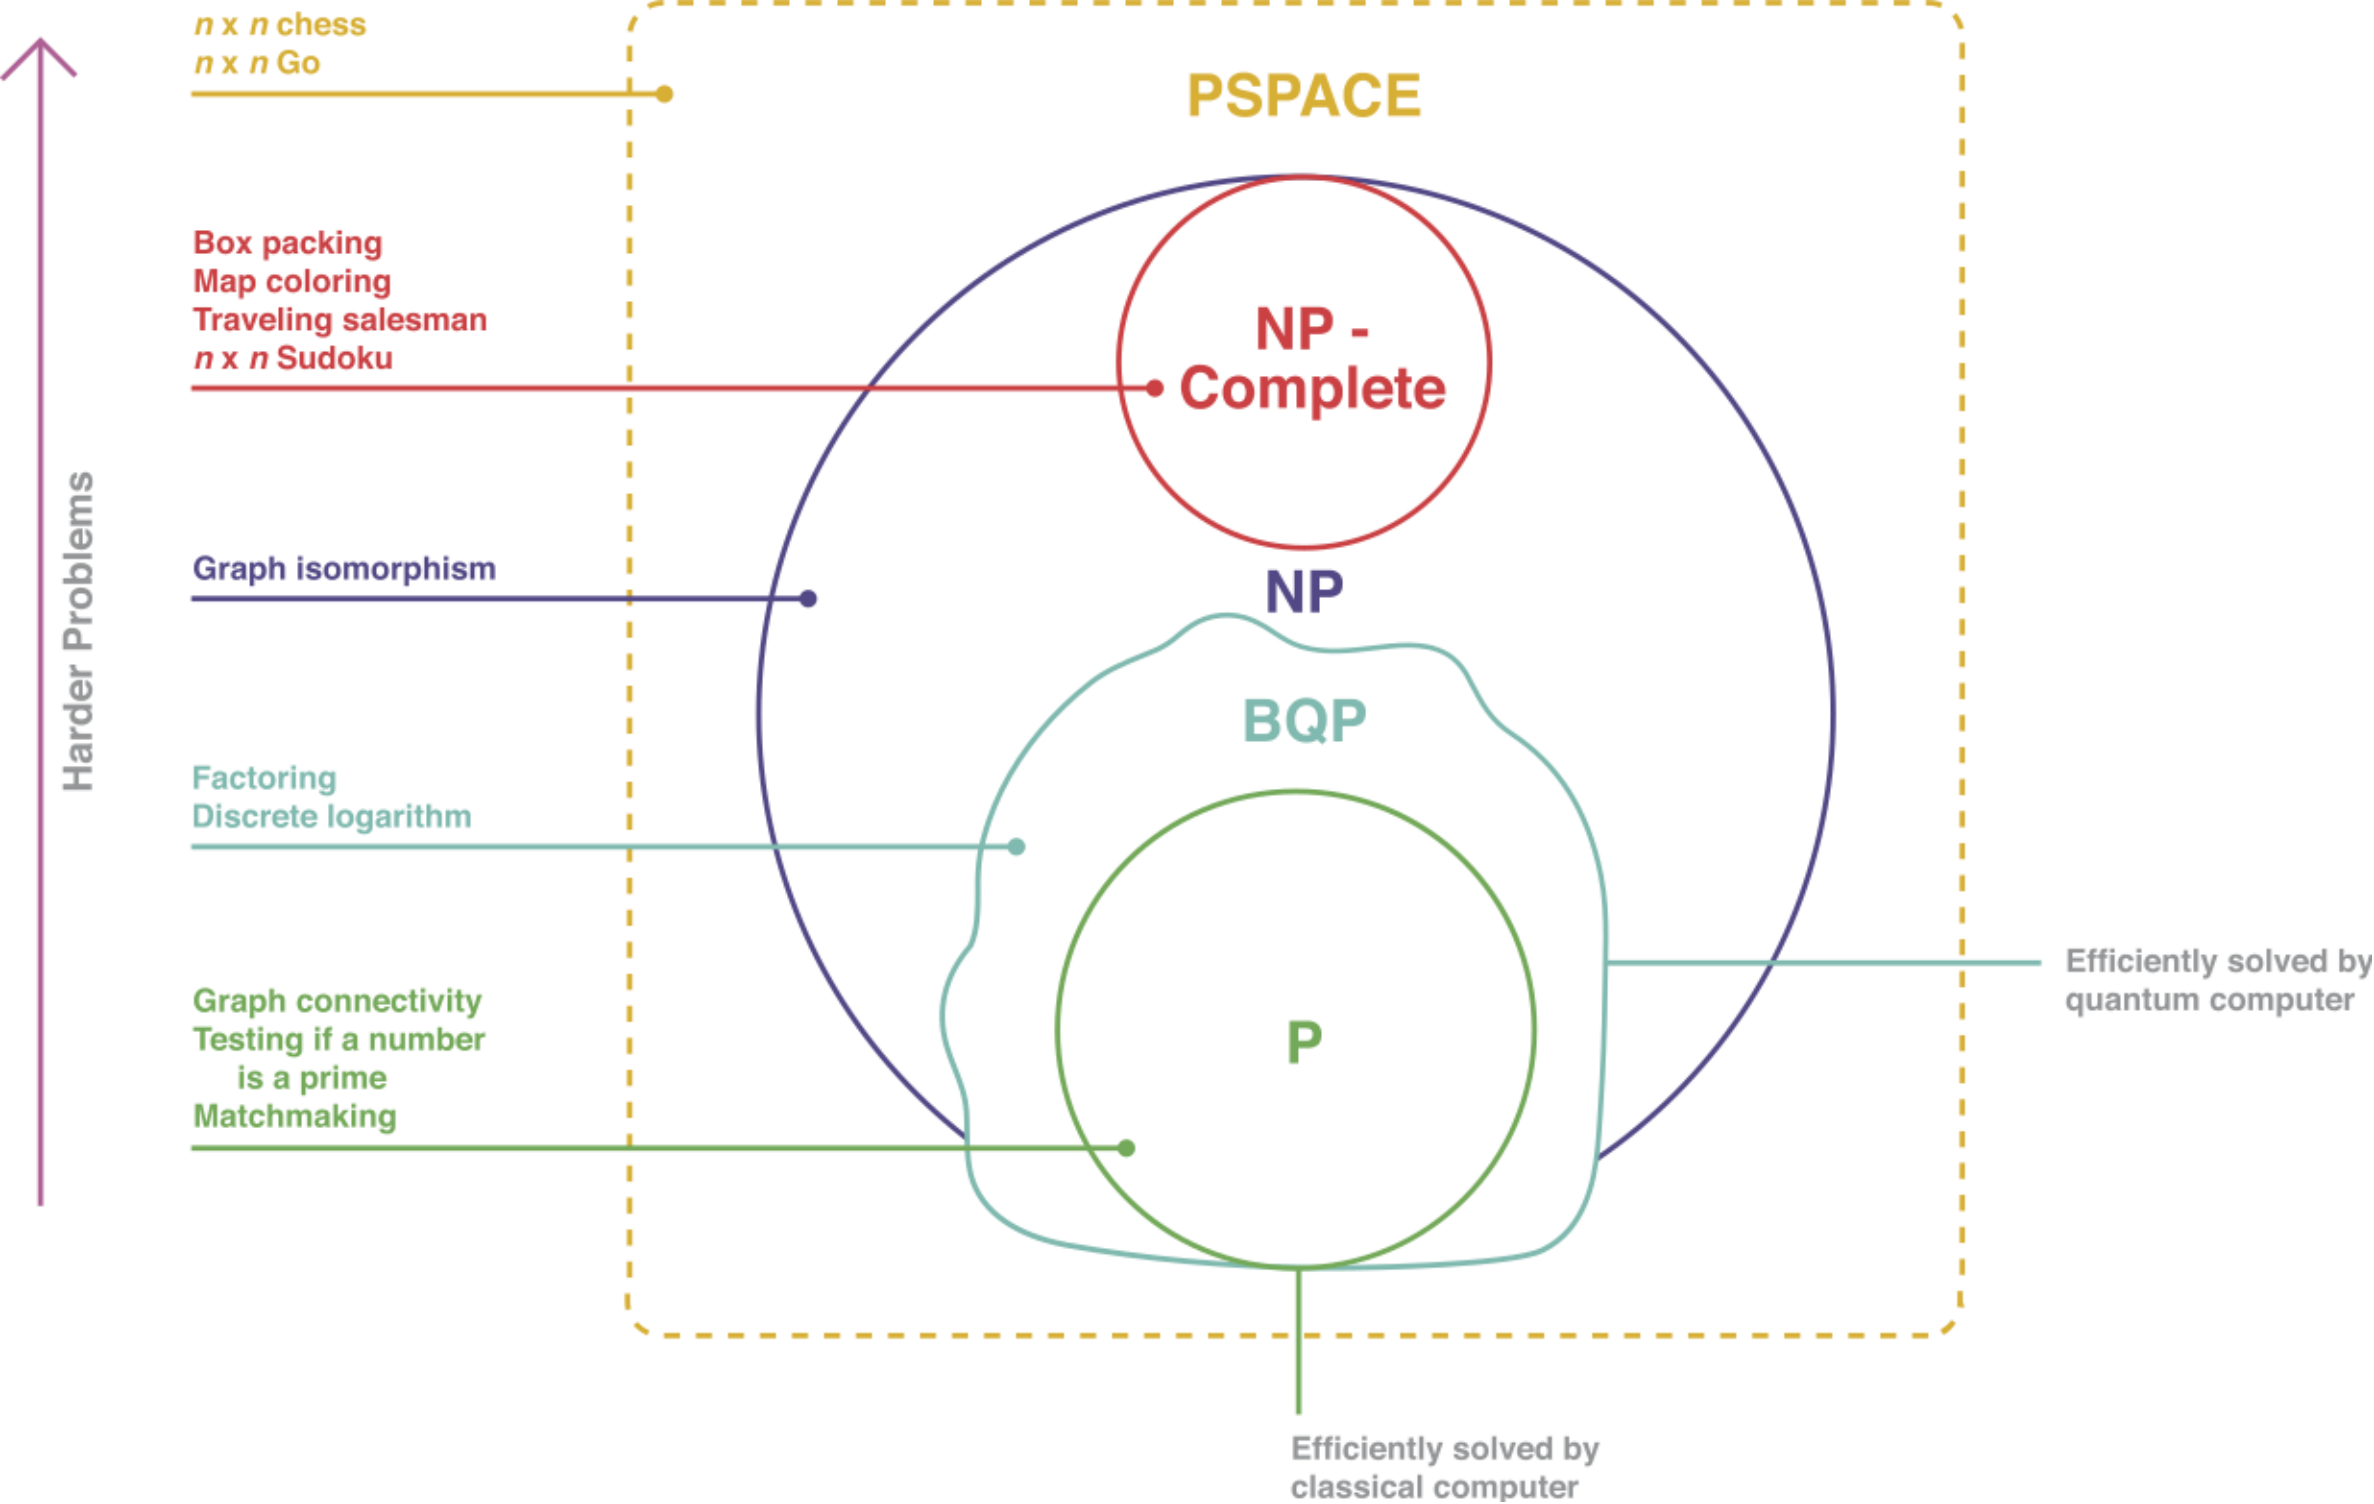 n x n chess
n x n Go
PSPACE
Box packing
Map coloring
Traveling salesman
n x n Sudoku
NP -
Complete
Harder Problems
Graph isomorphism
NP
BQP
Factoring
Discrete logarithm
Efficiently solved by
quantum computer
Graph connectivity
Testing if a number
is a prime
Matchmaking
P
Efficiently solved by
classical computer